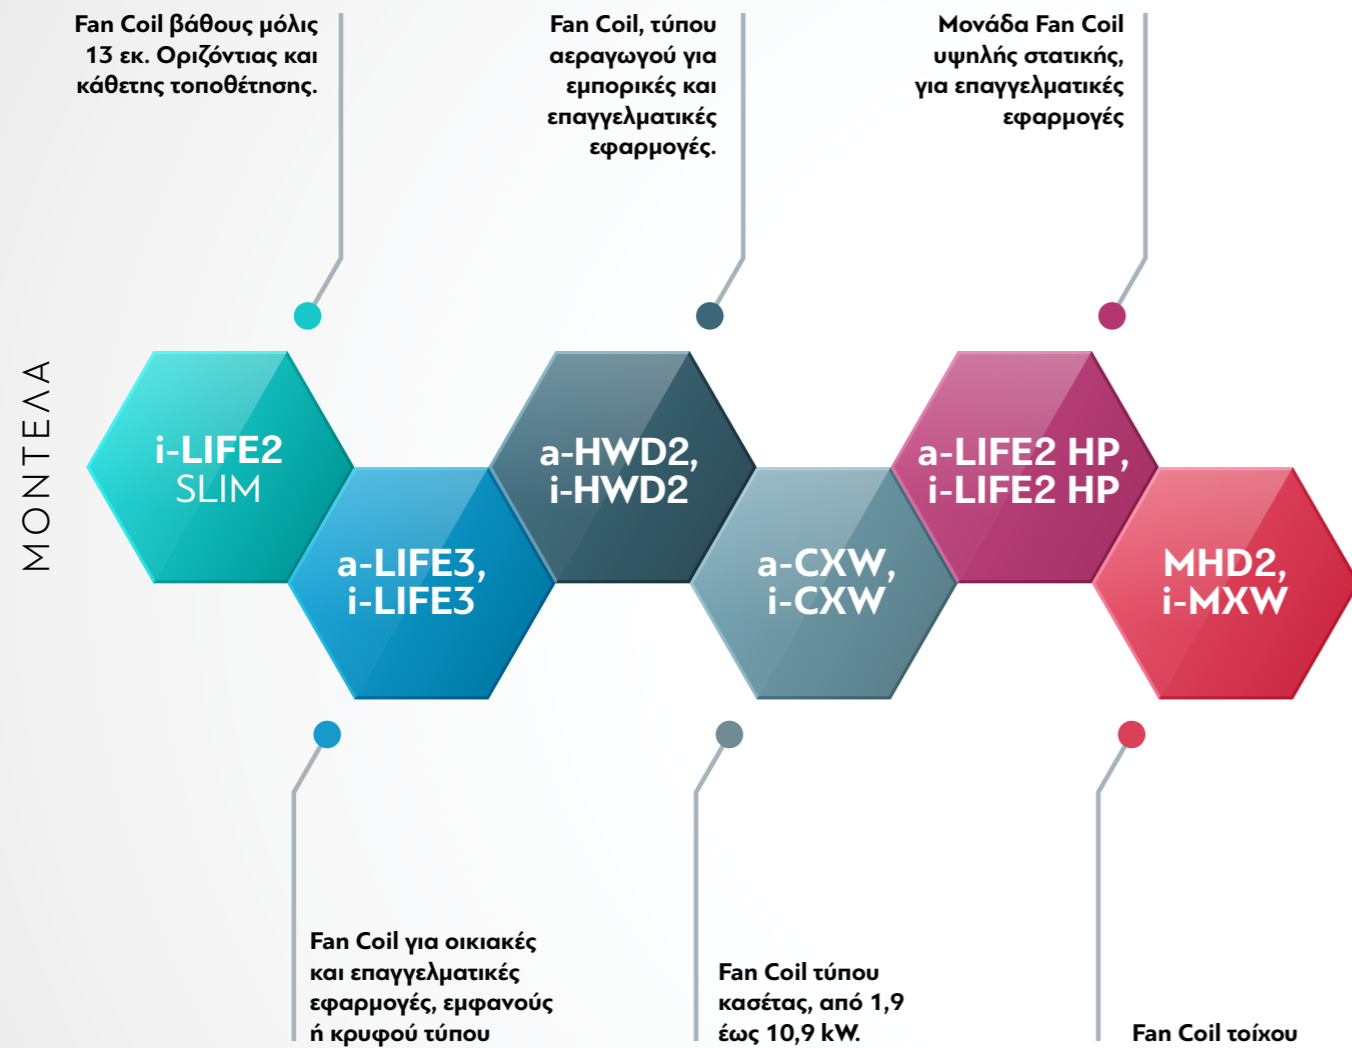 Fan Coil βάθους μόλις
13 εκ. Οριζόντιας και
κάθετης τοποθέτησης.
Fan Coil, τύπου
αεραγωγού για
εμπορικές και
επαγγελματικές
εφαρμογές.
Μονάδα Fan Coil
υψηλής στατικής,
για επαγγελματικές
εφαρμογές
ΜΟΝΤΕΛΑ
i-LIFE2
SLIM
a-LIFE3,
i-LIFE3
a-HWD2,
i-HWD2
a-CXW,
i-CXW
a-LIFE2 HP,
i-LIFE2 HP
MHD2,
i-MXW
Fan Coil για οικιακές
και επαγγελματικές
εφαρμογές, εμφανούς
ή κρυφού τύπου
Fan Coil τύπου
κασέτας, από 1,9
έως 10,9 kW.
Fan Coil τοίχου